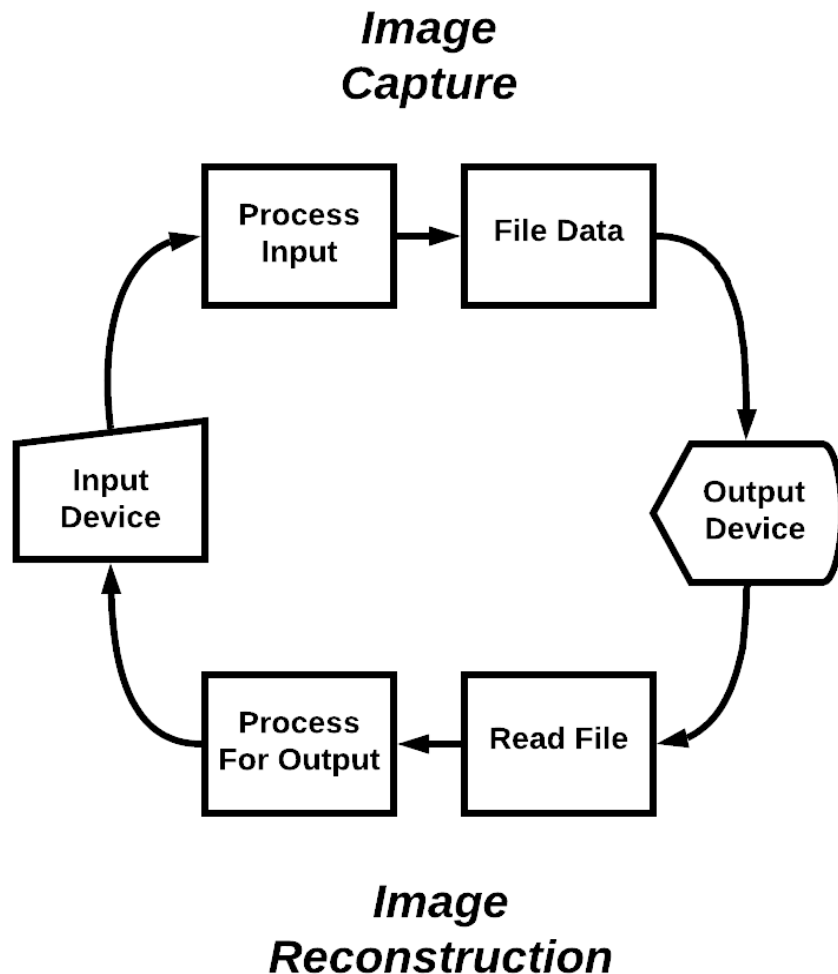 Image
Capture
Process
Input
File Data
Input
Device
Output
Device
Process
For Output
Read File
Image
Reconstruction